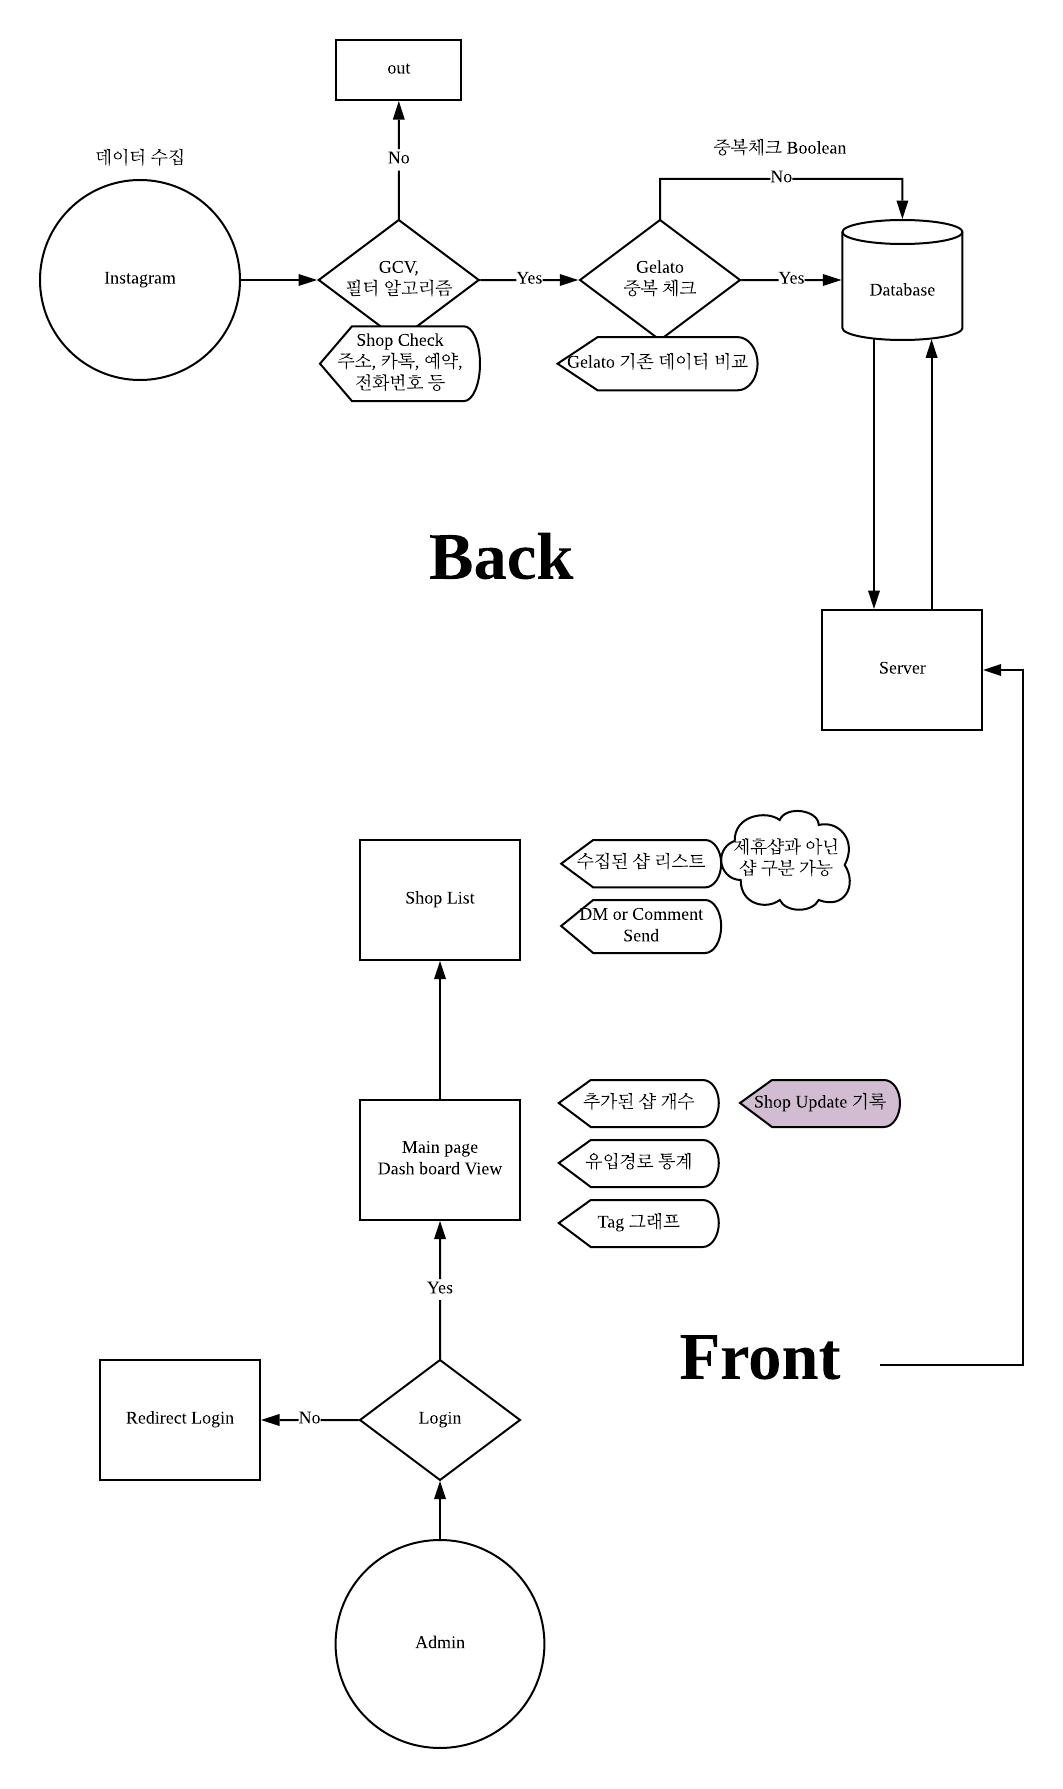 out
No
데이터 수집
중복체크 Boolean
No
Instagram
GCV,
필터 알고리즘
Yes
Gelato
중복 체크
Yes
Database
Shop Check
주소, 카톡, 예약,
전화번호 등
Gelato 기존 데이터 비교
Back
Server
Shop List
수집된 샵 리스트
제휴샵과 아닌
샵 구분 가능
DM or Comment
Send
Main page
Dash board View
추가된 샵 개수
Shop Update 기록
유입경로 통계
Tag 그래프
Yes
Front
Redirect Login
No
Login
Admin